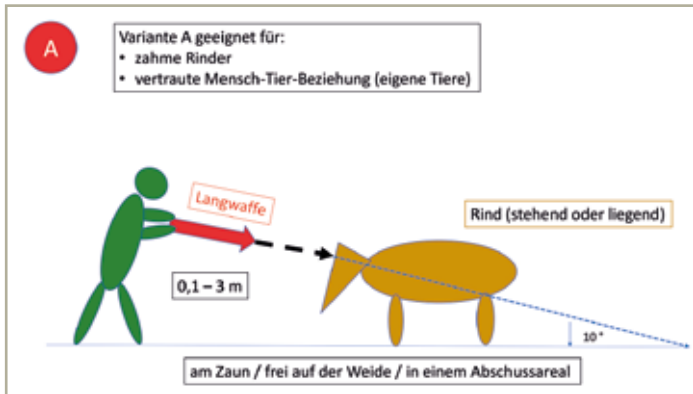 A
Variante A geeignet für:
• zahme Rinder
• vertraute Mensch-Tier-Beziehung (eigene Tiere)
Langwaffe
Rind (stehend oder liegend)
0,1 – 3 m
10°
am Zaun / frei auf der Weide / in einem Abschussareal